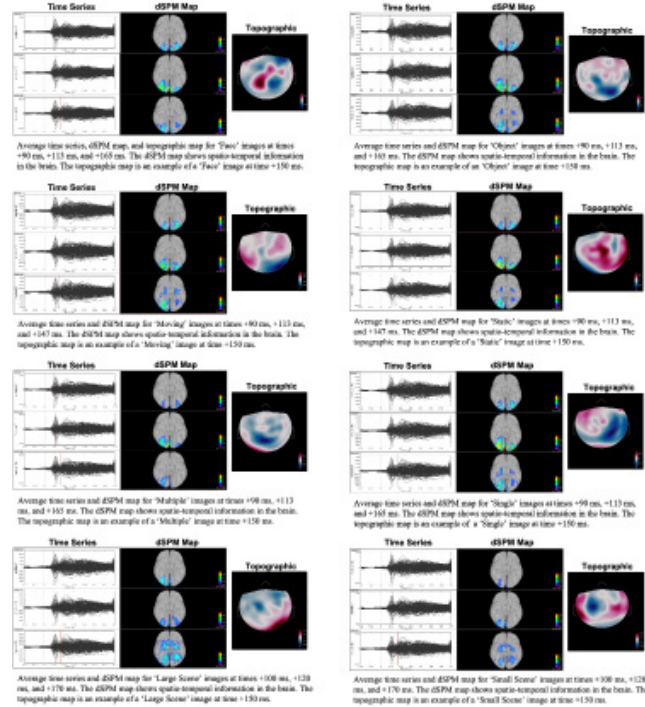 Time Series dSPM Map Topographic
Average time series, dSPM map, and topographic map for 'Face' images at times
+90 ms, +113 ms, and +165 ms. The dSPM map shows spatio-temporal information
in the brain. The topographic map is an example of a 'Face' image at time +150 ms.
Time Series dSPM Map Topographic
Average time series and dSPM map for 'Object' images at times +90 ms, +113 ms,
and +165 ms. The dSPM map shows spatio-temporal information in the brain. The
topographic map is an example of an 'Object' image at time +150 ms.
Time Series dSPM Map Topographic
Average time series and dSPM map for 'Moving' images at times +90 ms, +113 ms,
and +147 ms. The dSPM map shows spatio-temporal information in the brain. The
topographic map is an example of a 'Moving' image at time +150 ms.
Time Series dSPM Map Topographic
Average time series and dSPM map for 'Static' images at times +90 ms, +113 ms,
and +147 ms. The dSPM map shows spatio-temporal information in the brain. The
topographic map is an example of a 'Static' image at time +150 ms.
Time Series dSPM Map Topographic
Average time series and dSPM map for 'Multiple' images at times +90 ms, +113
ms, and +165 ms. The dSPM map shows spatio-temporal information in the brain.
The topographic map is an example of a 'Multiple' image at time +150 ms.
Time Series dSPM Map Topographic
Average time series and dSPM map for 'Single' images at times +90 ms, +113 ms,
and +165 ms. The dSPM map shows spatio-temporal information in the brain. The
topographic map is an example of a 'Single' image at time +150 ms.
Time Series dSPM Map Topographic
Average time series and dSPM map for 'Large Scene' images at times +100 ms, +120
ms, and +170 ms. The dSPM map shows spatio-temporal information in the brain. The
topographic map is an example of a 'Large Scene' image at time +150 ms.
Time Series dSPM Map Topographic
Average time series and dSPM map for 'Small Scene' images at times +100 ms, +120
ms, and +170 ms. The dSPM map shows spatio-temporal information in the brain. The
topographic map is an example of a 'Small Scene' image at time +150 ms.